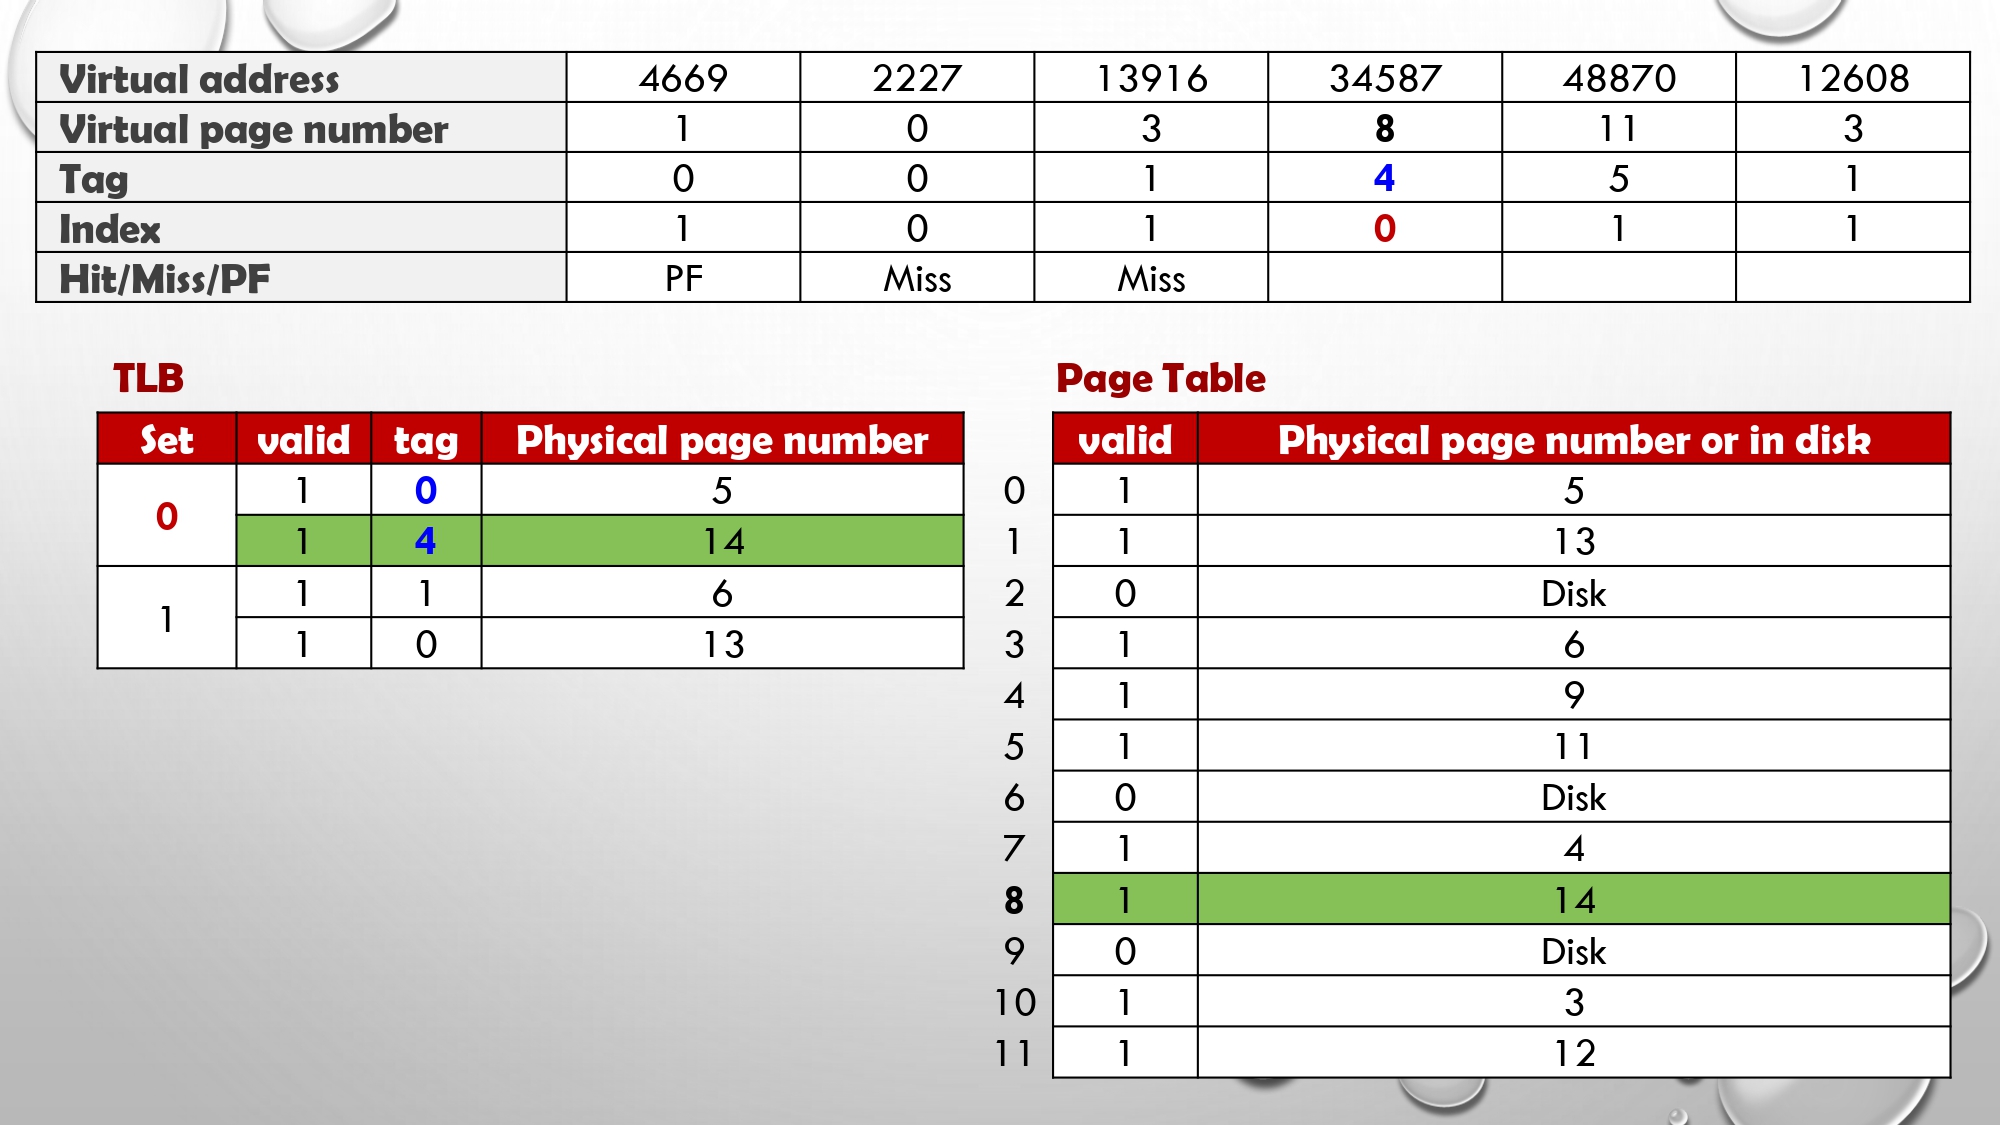 Virtual address 4669 2227 13916 34587 48870 12608
Virtual page number 1 0 3 8 11 3
Tag 0 0 1 4 5 1
Index 1 0 1 0 1 1
Hit/Miss/PF PF Miss Miss
TLB
Set valid tag Physical page number
0 1 0 5
1 4 14
1 1 1 6
1 0 13
Page Table
valid Physical page number or in disk
0 1 5
1 1 13
2 0 Disk
3 1 6
4 1 9
5 1 11
6 0 Disk
7 1 4
8 1 14
9 0 Disk
10 1 3
11 1 12